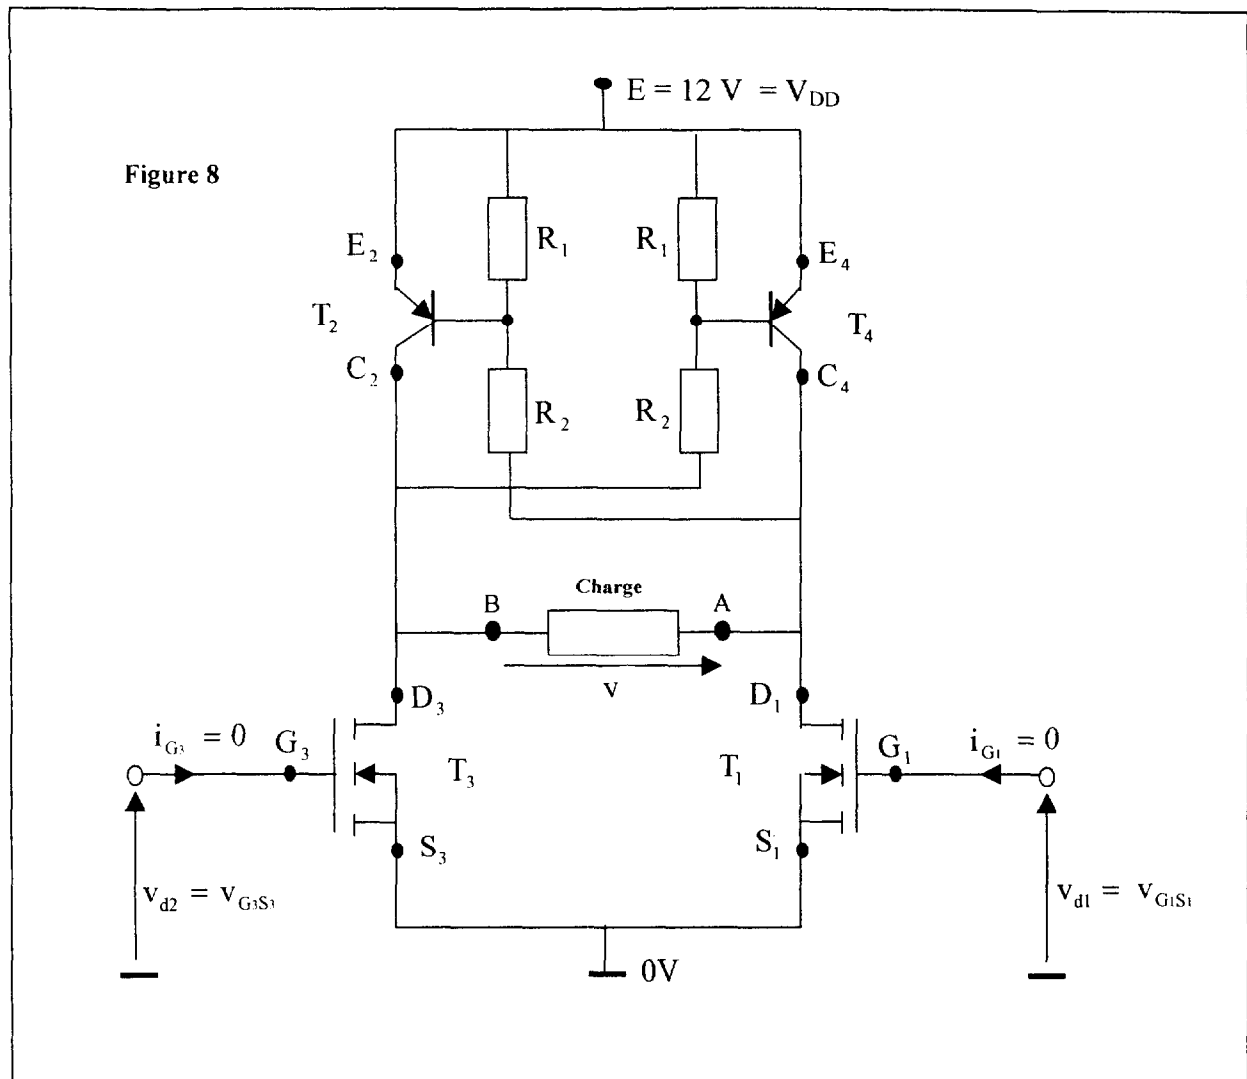 E = 12 V = V_DD
Figure 8
E₂
R₁
R₁
E₄
T₂
T₄
C₂
C₄
R₂
R₂
Charge
B
A
v
D₃
D₁
i_G3 = 0
G₃
T₃
T₁
G₁
i_G1 = 0
S₃
S₁
v_d2 = v_G3S3
v_d1 = v_G1S1
0V